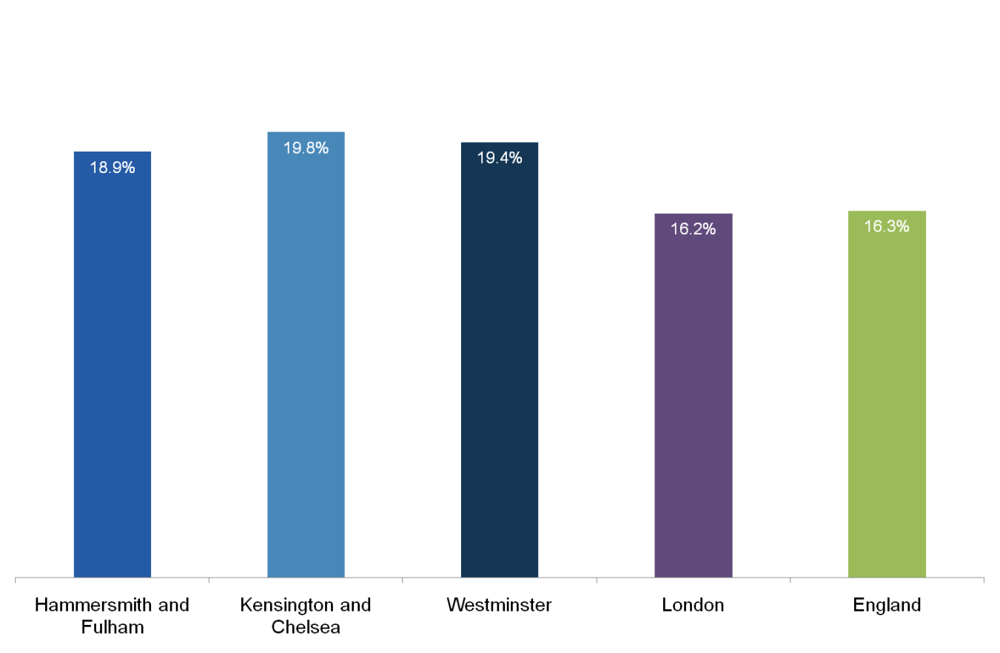 18.9%
19.8%
19.4%
16.2%
16.3%
Hammersmith and
Fulham
Kensington and
Chelsea
Westminster
London
England